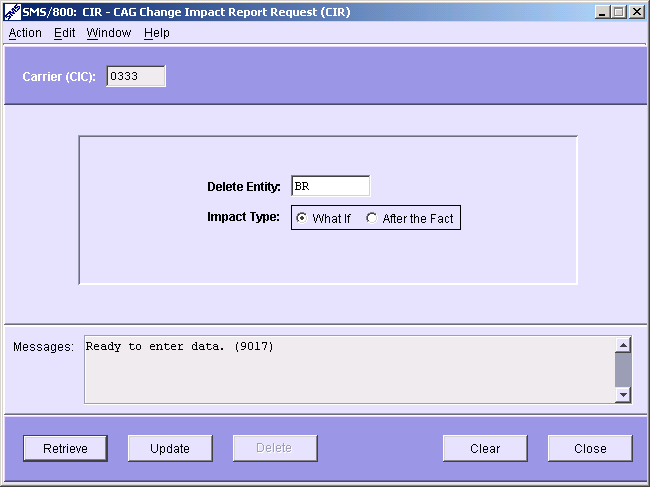 SMS SMS/800: CIR - CAG Change Impact Report Request (CIR)
Action Edit Window Help
Carrier (CIC): 0333
Delete Entity: BR
Impact Type: What If After the Fact
Messages: Ready to enter data. (9017)
Retrieve Update Delete Clear Close